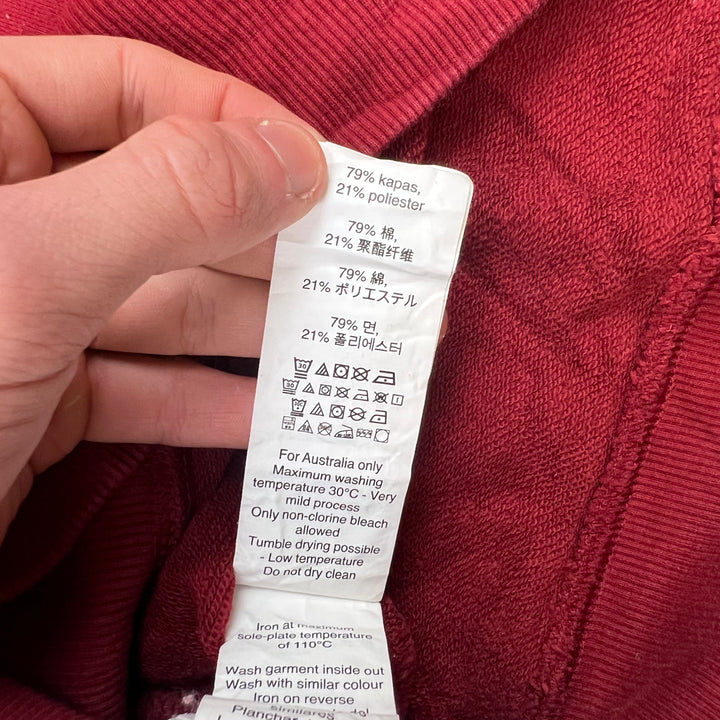 79% kapas,
21% poliester
79% 棉,
21% 聚酯纤维
79% 綿,
21% ポリエステル
79% 면,
21% 폴리에스터
For Australia only
Maximum washing
temperature 30°C - Very
mild process
Only non-clorine bleach
allowed
Tumble drying possible
- Low temperature
Do not dry clean
Iron at maximum
sole-plate temperature
of 110°C
Wash garment inside out
Wash with similar colour
Iron on reverse
similares del
Planchar